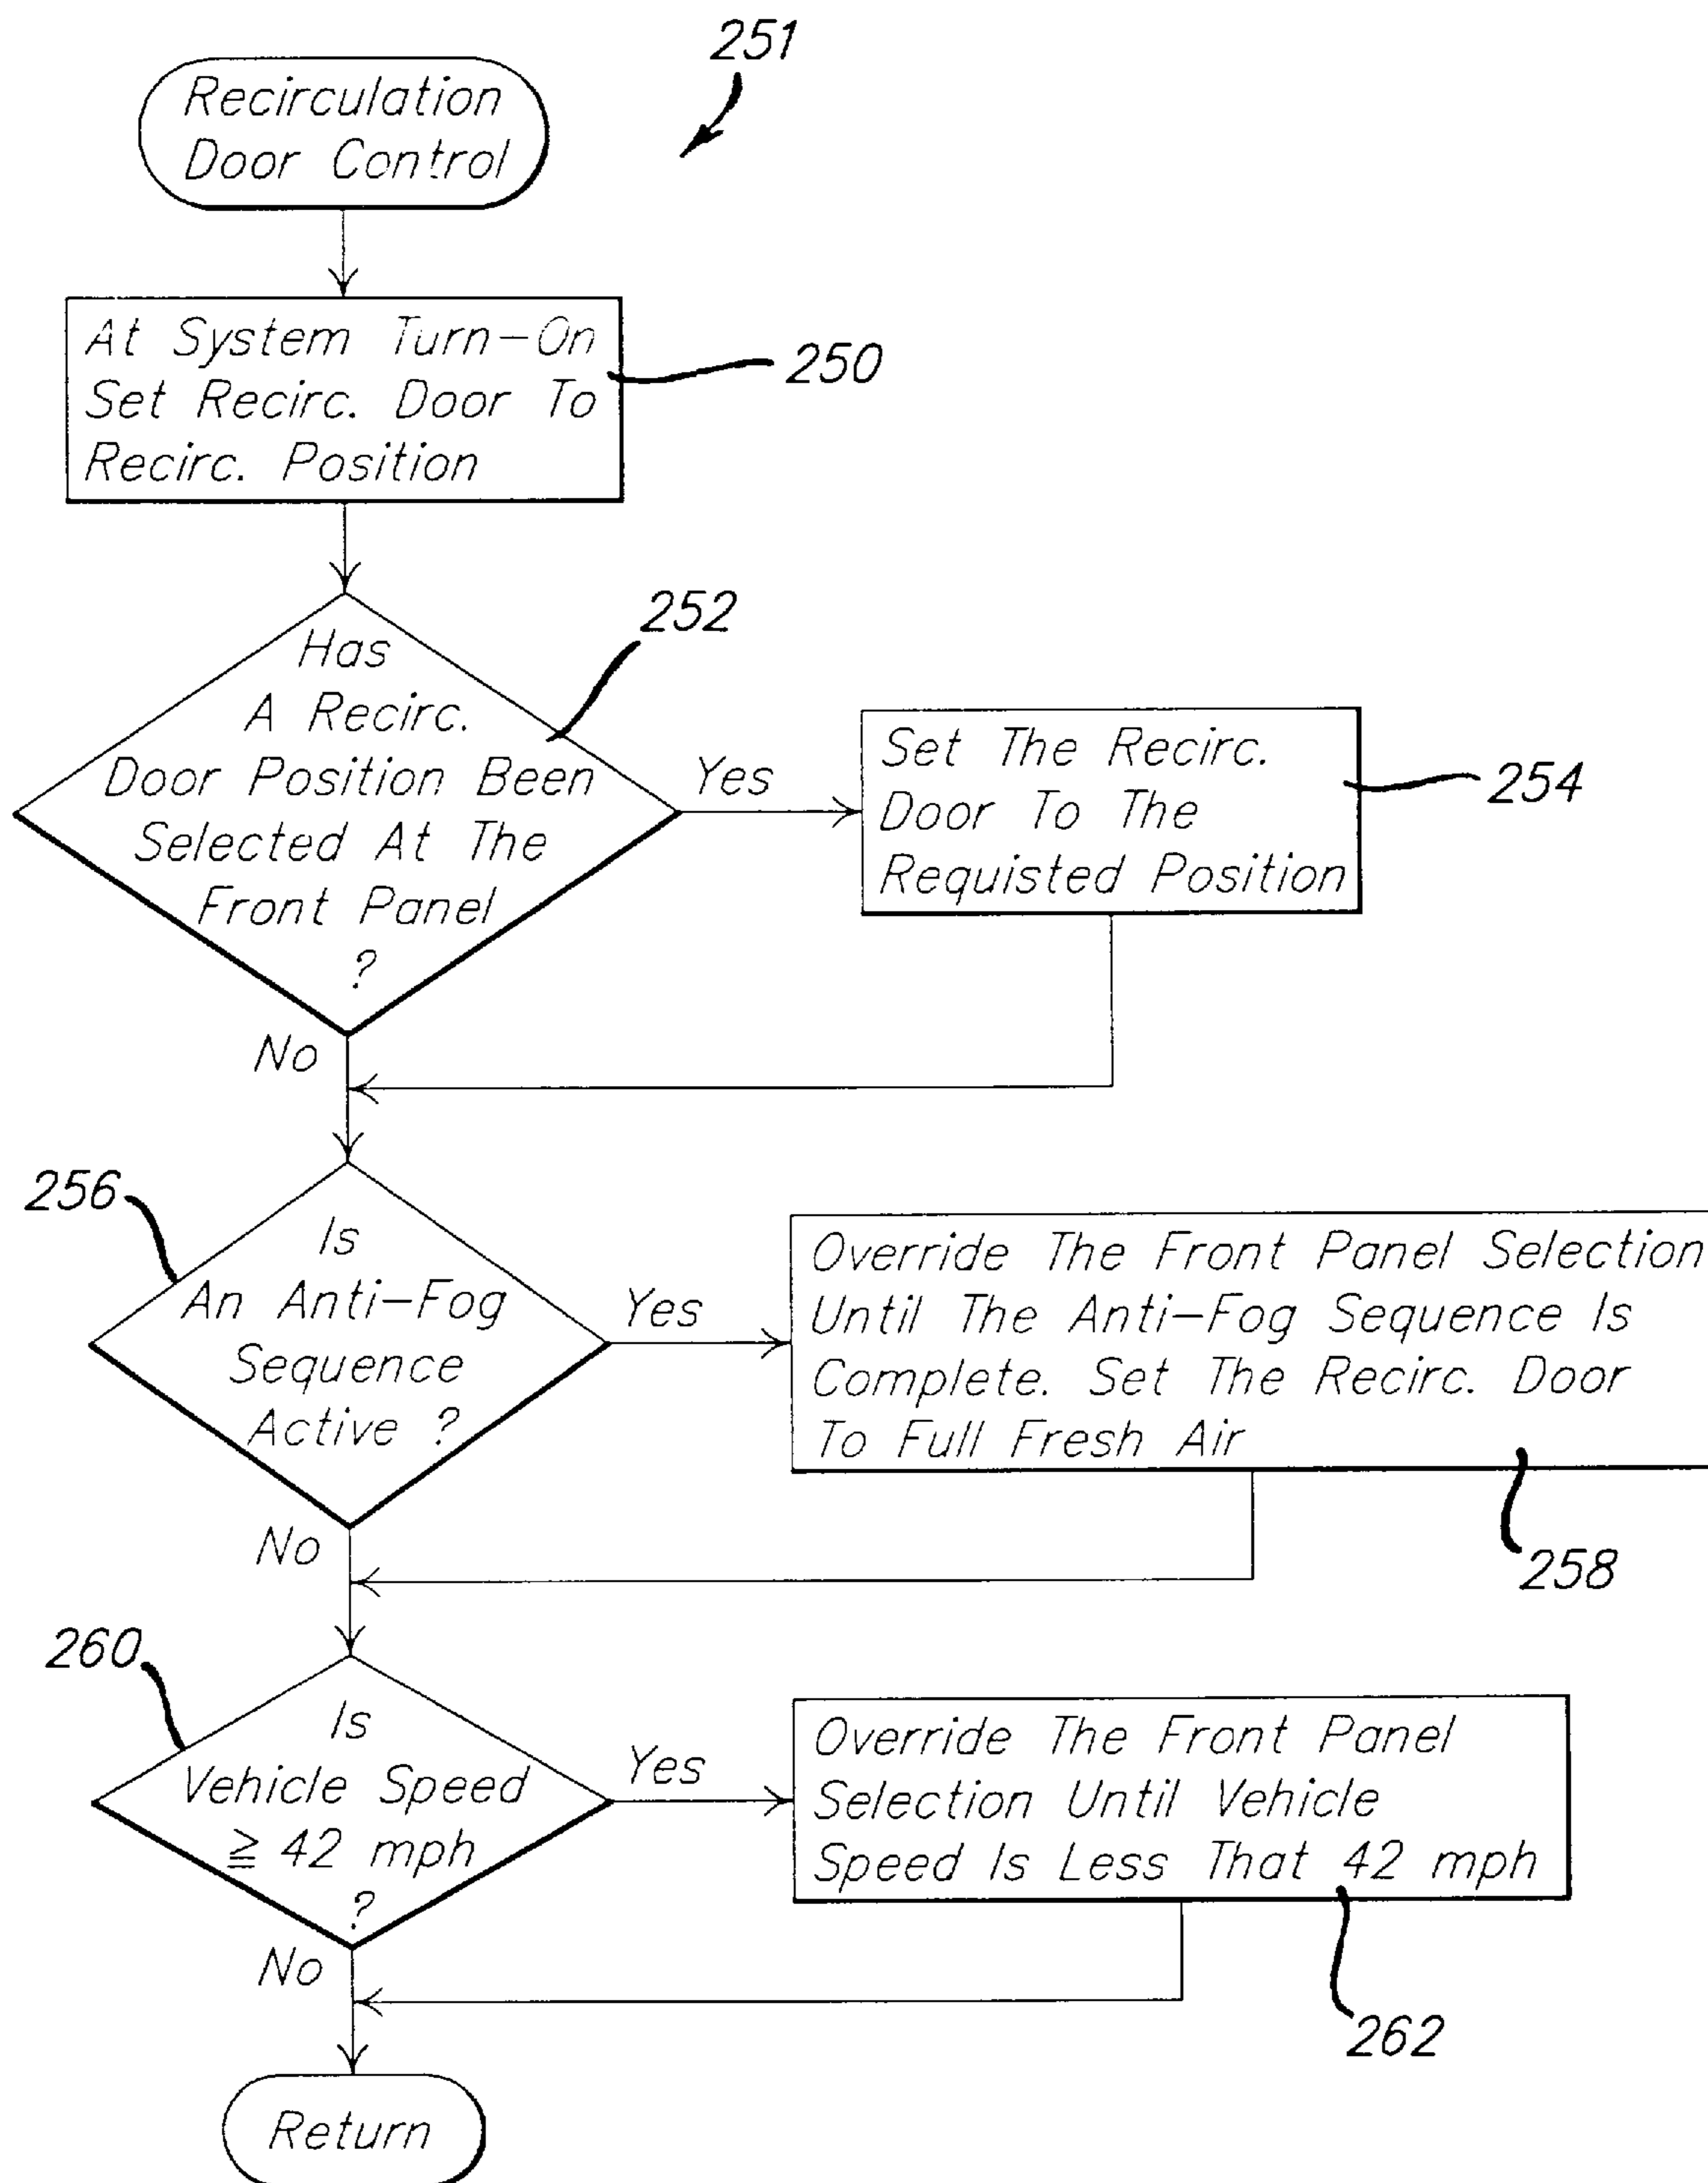 251
Recirculation
Door Control
At System Turn-On
Set Recirc. Door To
Recirc. Position
250
Has
A Recirc.
Door Position Been
Selected At The
Front Panel
?
252
Yes
Set The Recirc.
Door To The
Requisted Position
254
No
256
Is
An Anti-Fog
Sequence
Active ?
Yes
Override The Front Panel Selection
Until The Anti-Fog Sequence Is
Complete. Set The Recirc. Door
To Full Fresh Air
258
No
260
Is
Vehicle Speed
≧ 42 mph
?
Yes
Override The Front Panel
Selection Until Vehicle
Speed Is Less That 42 mph
262
No
Return